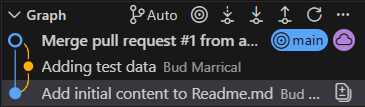 Graph Auto
Merge pull request #1 from a... main
Adding test data Bud Marrical
Add initial content to Readme.md Bud ...